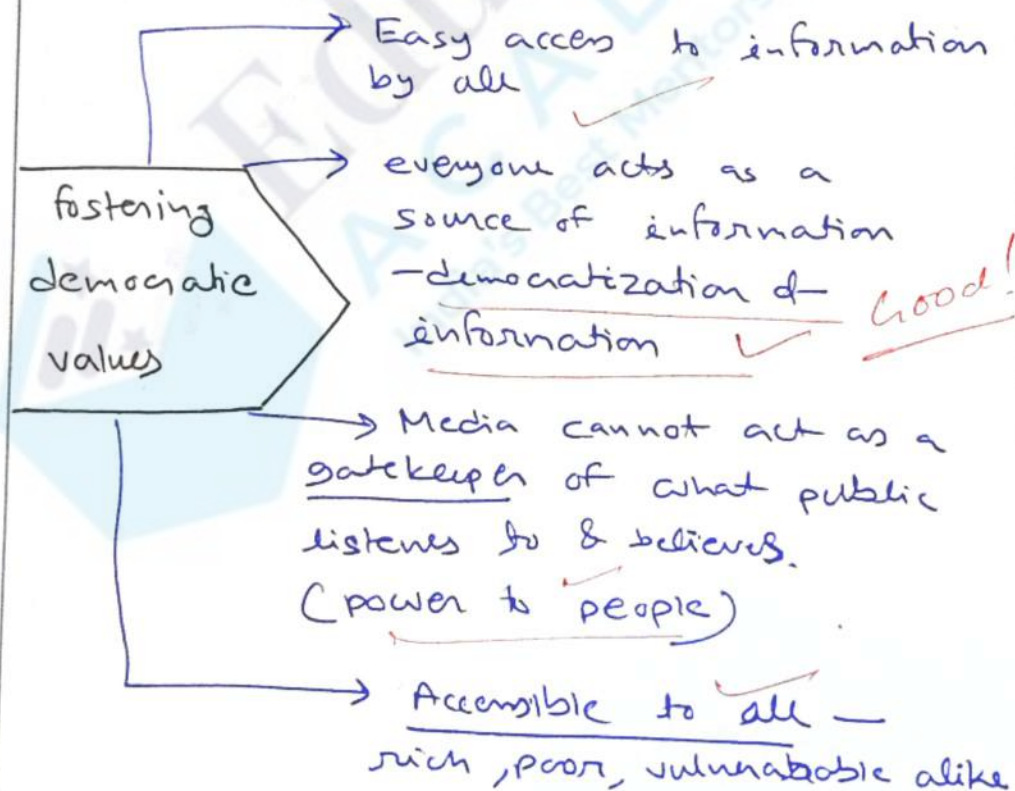 Easy access to information
by all
fostering
democratic
values
everyone acts as a
source of information
-democratization of
information
Good!
Media cannot act as a
gatekeeper of what public
listenes to & believes.
(power to people)
Accessible to all —
rich, poor, vulnerabable alike